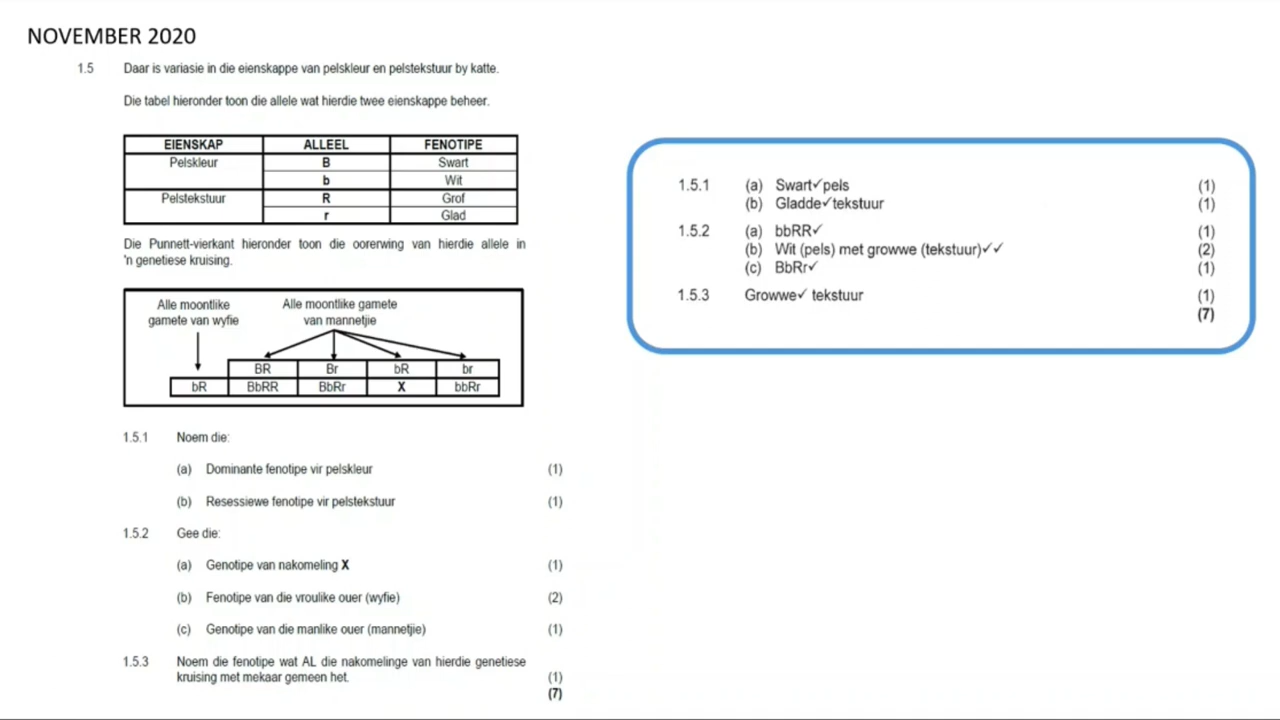 NOVEMBER 2020
1.5 Daar is variasie in die eienskappe van pelskleur en pelstekstuur by katte.
Die tabel hieronder toon die allele wat hierdie twee eienskappe beheer.
EIENSKAP ALLEEL FENOTIPE
Pelskleur B Swart
b Wit
Pelstekstuur R Grof
r Glad
Die Punnett-vierkant hieronder toon die oorerwing van hierdie allele in
'n genetiese kruising.
Alle moontlike
gamete van wyfie
Alle moontlike gamete
van mannetjie
BR Br bR br
bR BbRR BbRr X bbRr
1.5.1 Noem die:
(a) Dominante fenotipe vir pelskleur (1)
(b) Resessiewe fenotipe vir pelstekstuur (1)
1.5.2 Gee die:
(a) Genotipe van nakomeling X (1)
(b) Fenotipe van die vroulike ouer (wyfie) (2)
(c) Genotipe van die manlike ouer (mannetjie) (1)
1.5.3 Noem die fenotipe wat AL die nakomelinge van hierdie genetiese
kruising met mekaar gemeen het. (1)
(7)
1.5.1 (a) Swart✓pels (1)
(b) Gladde✓tekstuur (1)
1.5.2 (a) bbRR✓ (1)
(b) Wit (pels) met growwe (tekstuur)✓✓ (2)
(c) BbRr✓ (1)
1.5.3 Growwe✓ tekstuur (1)
(7)